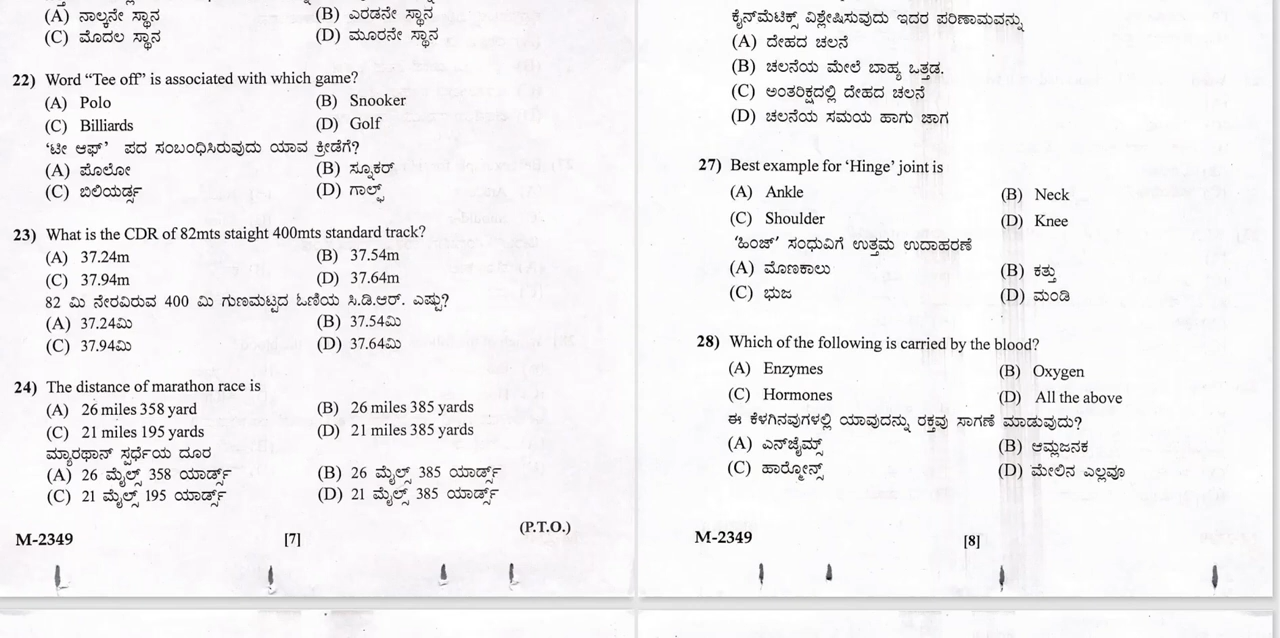 (A) ನಾಲ್ಕನೇ ಸ್ಥಾನ (B) ಎರಡನೇ ಸ್ಥಾನ
(C) ಮೊದಲ ಸ್ಥಾನ (D) ಮೂರನೇ ಸ್ಥಾನ
22) Word “Tee off’ is associated with which game?
(A) Polo (B) Snooker
(C) Billiards (D) Golf
‘ಟೀ ಆಫ್’ ಪದ ಸಂಬಂಧಿಸಿರುವುದು ಯಾವ ಕ್ರೀಡೆಗೆ?
(A) ಪೊಲೋ (B) ಸ್ನೂಕರ್
(C) ಬಿಲಿಯರ್ಡ್ಸ್ (D) ಗಾಲ್ಫ್
23) What is the CDR of 82mts staight 400mts standard track?
(A) 37.24m (B) 37.54m
(C) 37.94m (D) 37.64m
82 ಮಿ ನೇರವಿರುವ 400 ಮಿ ಗುಣಮಟ್ಟದ ಓಣಿಯ ಸಿ.ಡಿ.ಆರ್. ಎಷ್ಟು?
(A) 37.24ಮಿ (B) 37.54ಮಿ
(C) 37.94ಮಿ (D) 37.64ಮಿ
24) The distance of marathon race is
(A) 26 miles 358 yard (B) 26 miles 385 yards
(C) 21 miles 195 yards (D) 21 miles 385 yards
ಮ್ಯಾರಥಾನ್ ಸ್ಪರ್ಧೆಯ ದೂರ
(A) 26 ಮೈಲ್ಸ್ 358 ಯಾರ್ಡ್ಸ್ (B) 26 ಮೈಲ್ಸ್ 385 ಯಾರ್ಡ್ಸ್
(C) 21 ಮೈಲ್ಸ್ 195 ಯಾರ್ಡ್ಸ್ (D) 21 ಮೈಲ್ಸ್ 385 ಯಾರ್ಡ್ಸ್
(P.T.O.)
M-2349 [7]
ಕೈನ್‌ಮೆಟಿಕ್ಸ್ ವಿಶ್ಲೇಷಿಸುವುದು ಇದರ ಪರಿಣಾಮವನ್ನು
(A) ದೇಹದ ಚಲನೆ
(B) ಚಲನೆಯ ಮೇಲೆ ಬಾಹ್ಯ ಒತ್ತಡ.
(C) ಅಂತರಿಕ್ಷದಲ್ಲಿ ದೇಹದ ಚಲನೆ
(D) ಚಲನೆಯ ಸಮಯ ಹಾಗು ಜಾಗ
27) Best example for ‘Hinge’ joint is
(A) Ankle (B) Neck
(C) Shoulder (D) Knee
‘ಹಿಂಜ್’ ಸಂಧುವಿಗೆ ಉತ್ತಮ ಉದಾಹರಣೆ
(A) ಮೊಣಕಾಲು (B) ಕತ್ತು
(C) ಭುಜ (D) ಮಂಡಿ
28) Which of the following is carried by the blood?
(A) Enzymes (B) Oxygen
(C) Hormones (D) All the above
ಈ ಕೆಳಗಿನವುಗಳಲ್ಲಿ ಯಾವುದನ್ನು ರಕ್ತವು ಸಾಗಣೆ ಮಾಡುವುದು?
(A) ಎನ್‌ಜೈಮ್ಸ್ (B) ಆಮ್ಲಜನಕ
(C) ಹಾರ್ಮೋನ್ಸ್ (D) ಮೇಲಿನ ಎಲ್ಲವೂ
M-2349 [8]